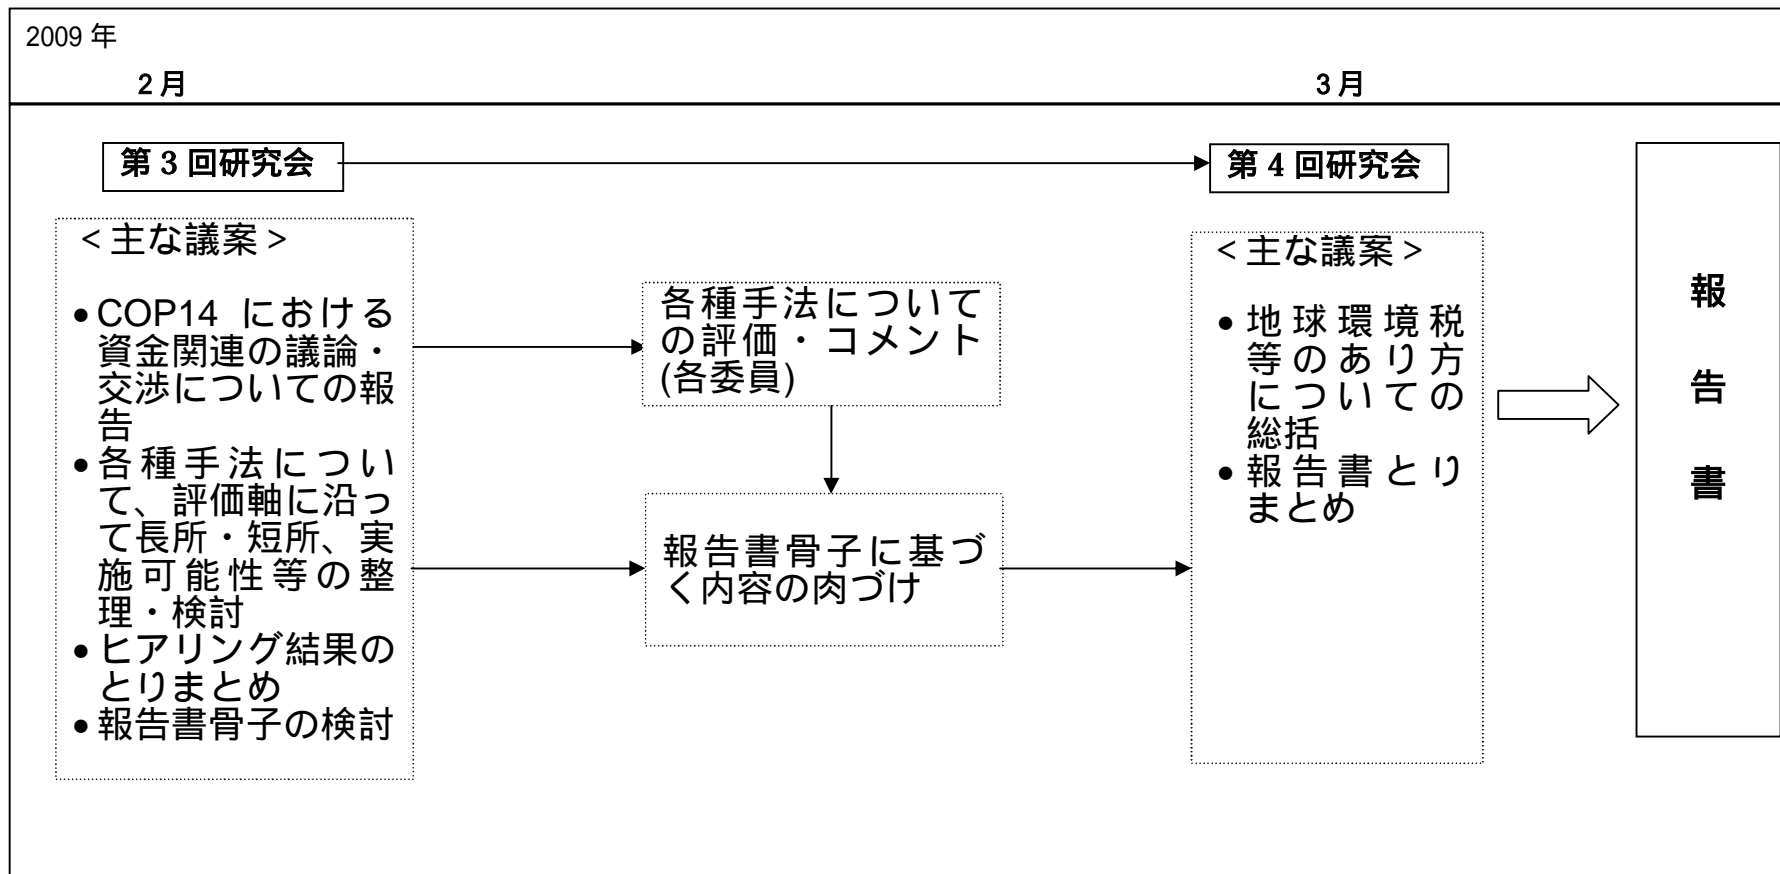 2009 年
2 月
3 月
第 3 回研究会
第 4 回研究会
＜主な議案＞
•COP14 における
資金関連の議論・
交渉についての報
告
•各種手法につい
て、評価軸に沿っ
て長所・短所、実
施可能性等の整
理・検討
•ヒアリング結果の
とりまとめ
•報告書骨子の検討
各種手法について
の評価・コメント
(各委員)
報告書骨子に基づ
く内容の肉づけ
＜主な議案＞
•地球環境税
等のあり方
についての
総括
•報告書とり
まとめ
報
告
書